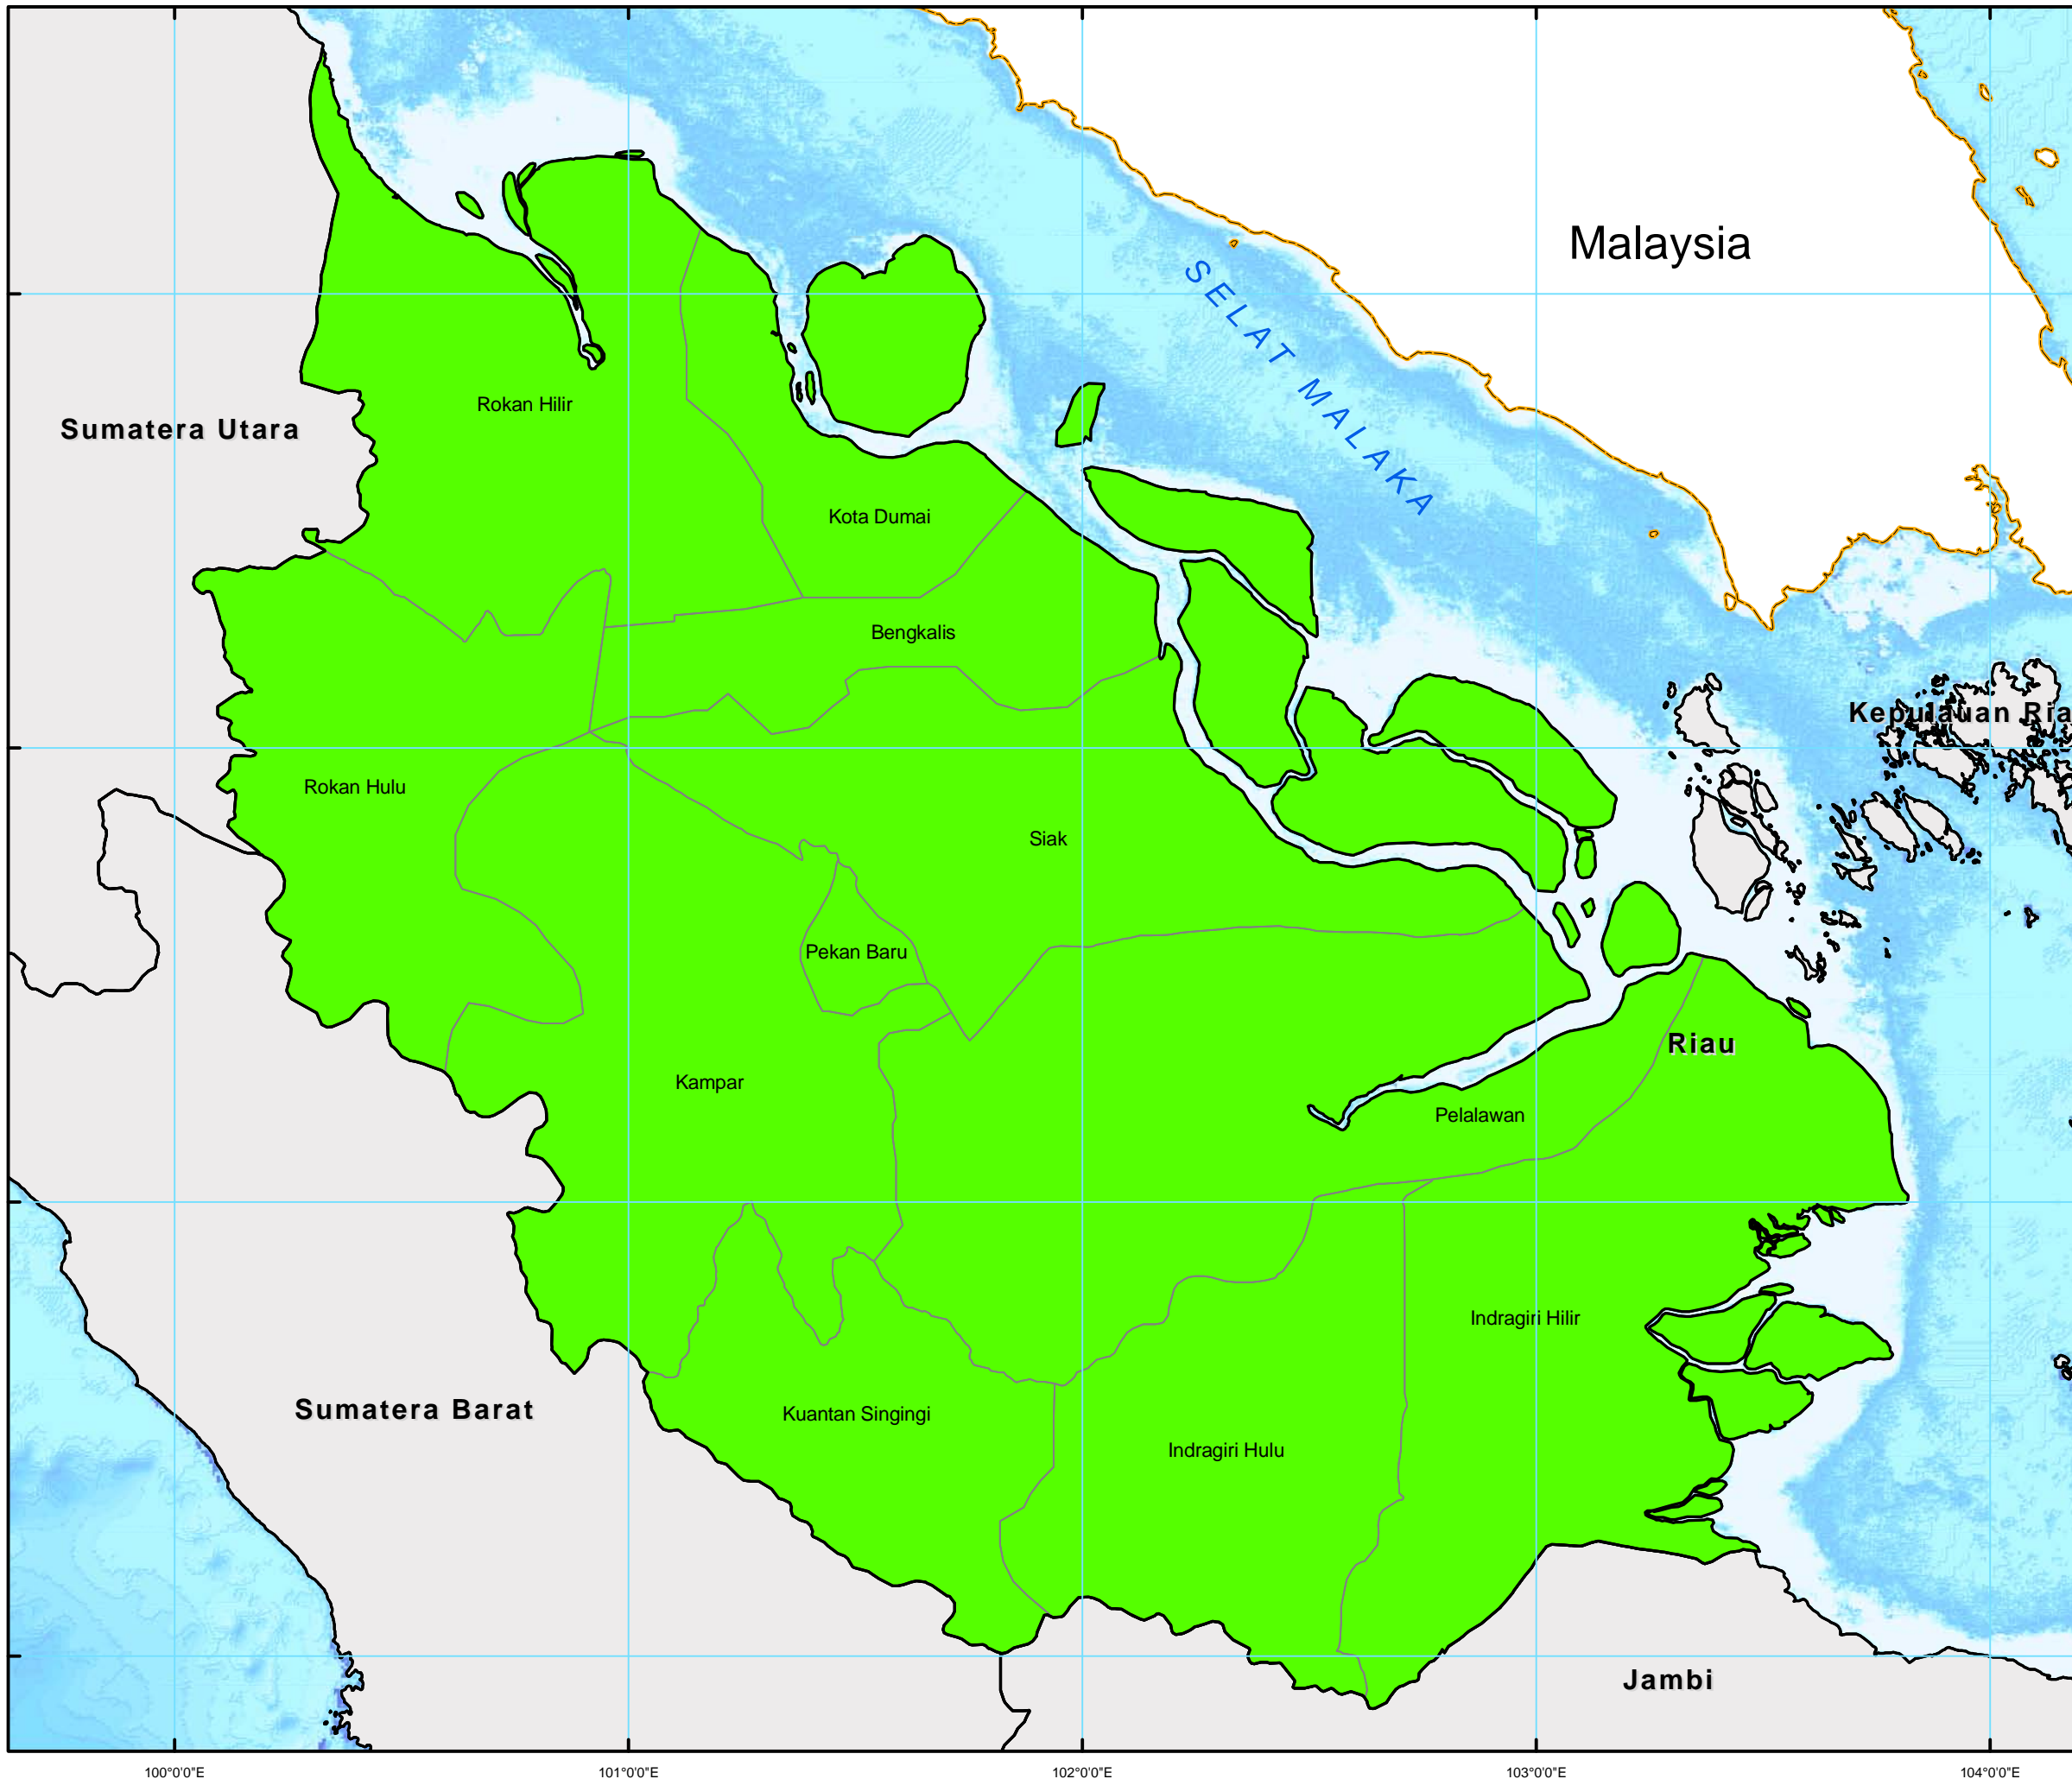 Malaysia
SELAT MALAKA
Rokan Hilir
Sumatera Utara
Kota Dumai
Bengkalis
Kepulauan Ria
Rokan Hulu
Siak
Pekan Baru
Riau
Kampar
Pelalawan
Indragiri Hilir
Sumatera Barat
Kuantan Singingi
Indragiri Hulu
Jambi
100°0'0"E 101°0'0"E 102°0'0"E 103°0'0"E 104°0'0"E